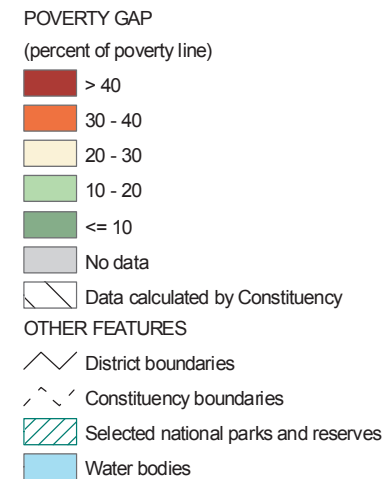 POVERTY GAP
(percent of poverty line)
> 40
30 - 40
20 - 30
10 - 20
<= 10
No data
Data calculated by Constituency
OTHER FEATURES
District boundaries
Constituency boundaries
Selected national parks and reserves
Water bodies